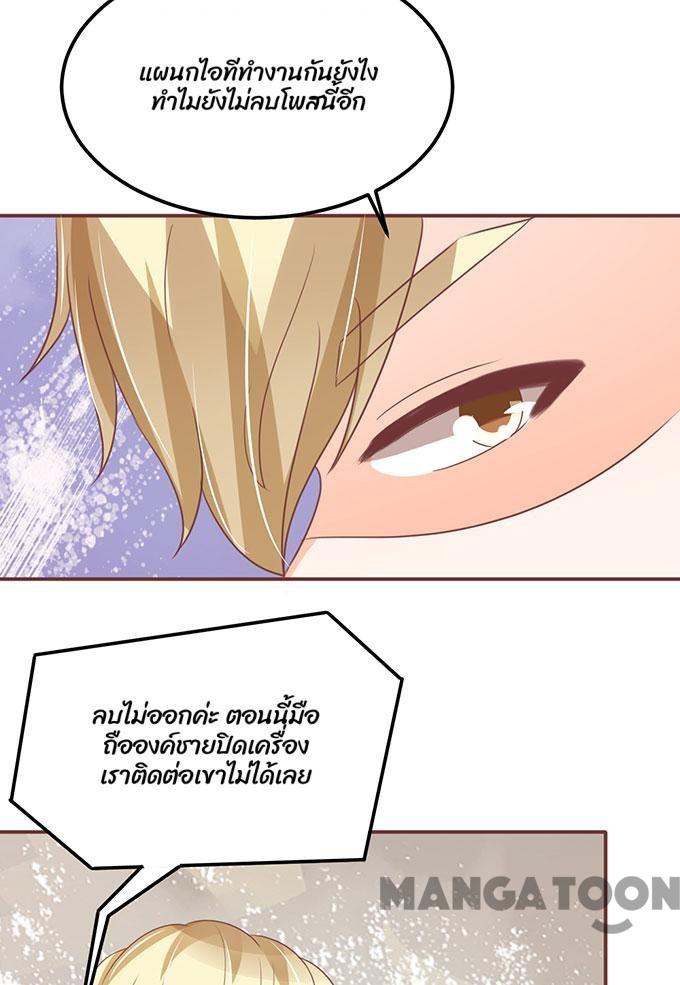 แผนกไอทีทำงานกันยังไง
ทำไมยังไม่ลบโพสนี้อีก
ลบไม่ออกค่ะ ตอนนี้มือ
ถือองค์ชายปิดเครื่อง
เราติดต่อเขาไม่ได้เลย
MANGATOON